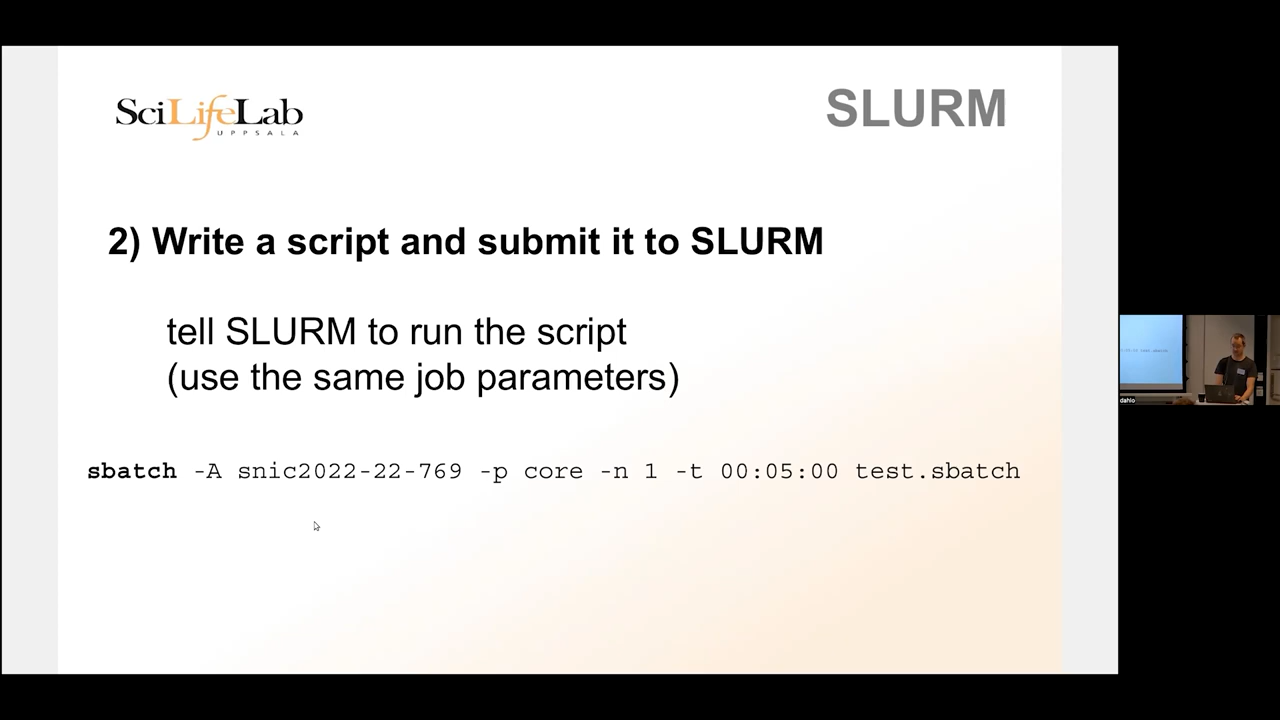 SciLifeLab
UPPSALA
SLURM
2) Write a script and submit it to SLURM
tell SLURM to run the script
(use the same job parameters)
sbatch -A snic2022-22-769 -p core -n 1 -t 00:05:00 test.sbatch
dahlo